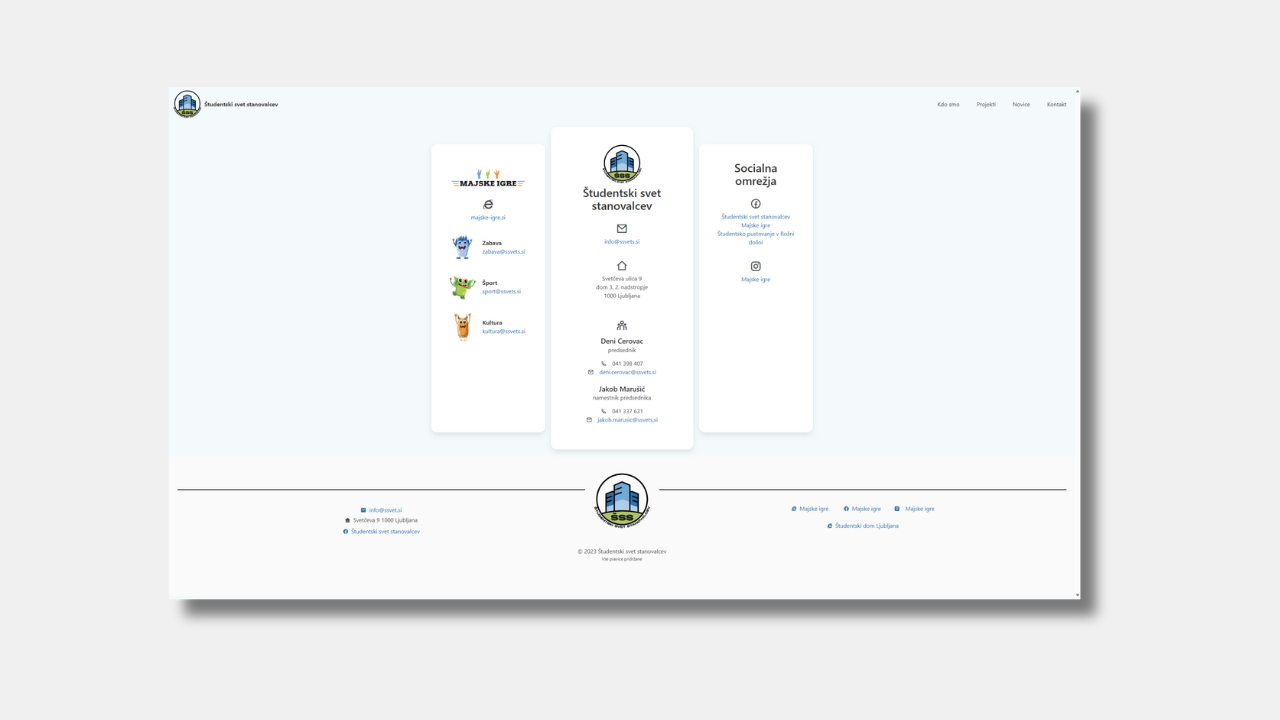 Študentski svet stanovalcev
Kdo smo
Projekti
Novice
Kontakt
MAJSKE IGRE
majske-igre.si
Zabava
zabava@ssvets.si
Šport
sport@ssvets.si
Kultura
kultura@ssvets.si
ŠSS
Študentski svet
stanovalcev
info@ssvets.si
Svetčeva ulica 9
dom 3, 2. nadstropje
1000 Ljubljana
Deni Cerovac
predsednik
041 398 407
deni.cerovac@ssvets.si
Jakob Marušič
namestnik predsednika
041 337 631
jakob.marusic@ssvets.si
Socialna
omrežja
Študentski svet stanovalcev
Majske igre
Študentsko pustovanje v Rožni
dolini
Majske igre
info@ssvet.si
Svetčeva 9 1000 Ljubljana
Študentski svet stanovalcev
ŠSS
Majske igre
Majske igre
Majske igre
Študentski dom Ljubljana
© 2023 Študentski svet stanovalcev
Vse pravice pridržane